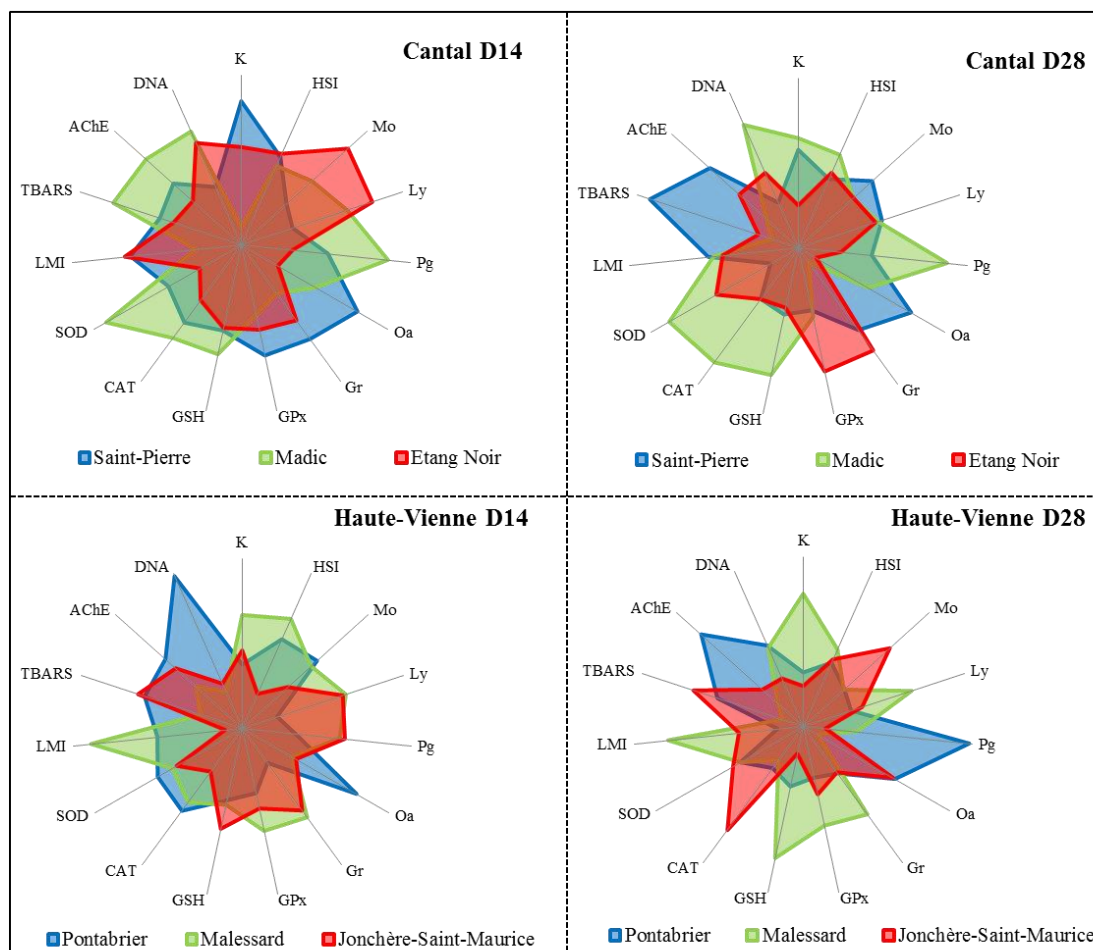 Cantal D14
K
HSI
Mo
Ly
Pg
Oa
Gr
GPx
GSH
CAT
SOD
LMI
TBARS
AChE
DNA
Saint-Pierre Madic Etang Noir
Cantal D28
K
HSI
Mo
Ly
Pg
Oa
Gr
GPx
GSH
CAT
SOD
LMI
TBARS
AChE
DNA
Saint-Pierre Madic Etang Noir
Haute-Vienne D14
K
HSI
Mo
Ly
Pg
Oa
Gr
GPx
GSH
CAT
SOD
LMI
TBARS
AChE
DNA
Pontabrier Malessard Jonchère-Saint-Maurice
Haute-Vienne D28
K
HSI
Mo
Ly
Pg
Oa
Gr
GPx
GSH
CAT
SOD
LMI
TBARS
AChE
DNA
Pontabrier Malessard Jonchère-Saint-Maurice